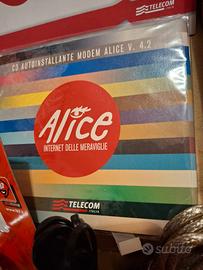 TELECOM
CD AUTOINSTALLANTE MODEM ALICE V. 4.2
Alice
INTERNET DELLE MERAVIGLIE
TELECOM
ITALIA
subito